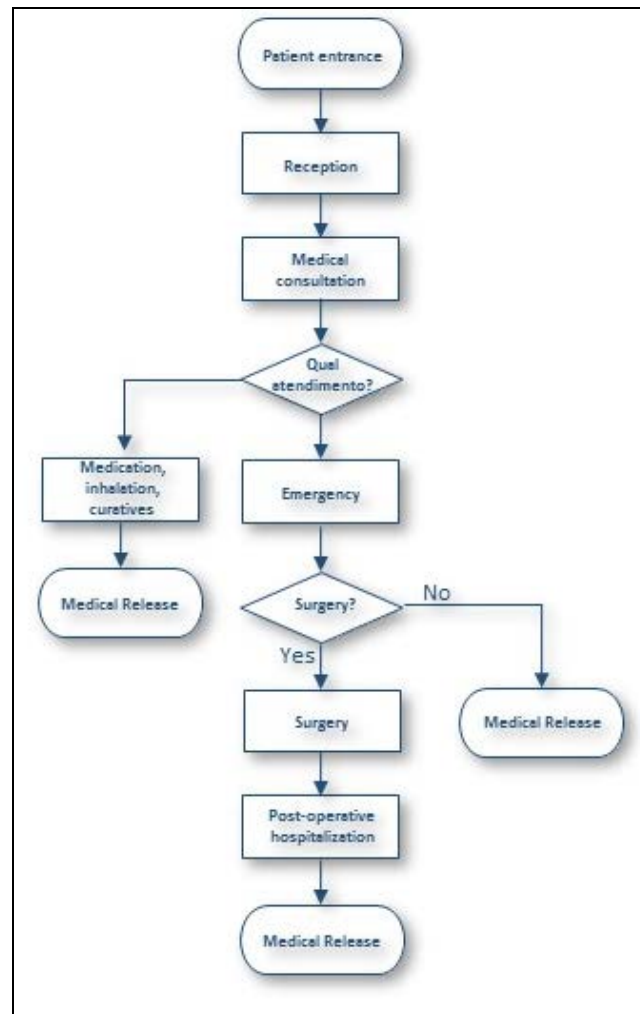 Patient entrance
Reception
Medical
consultation
Qual
atendimento?
Medication,
inhalation,
curatives
Emergency
Medical Release
Surgery?
No
Yes
Surgery
Medical Release
Post-operative
hospitalization
Medical Release